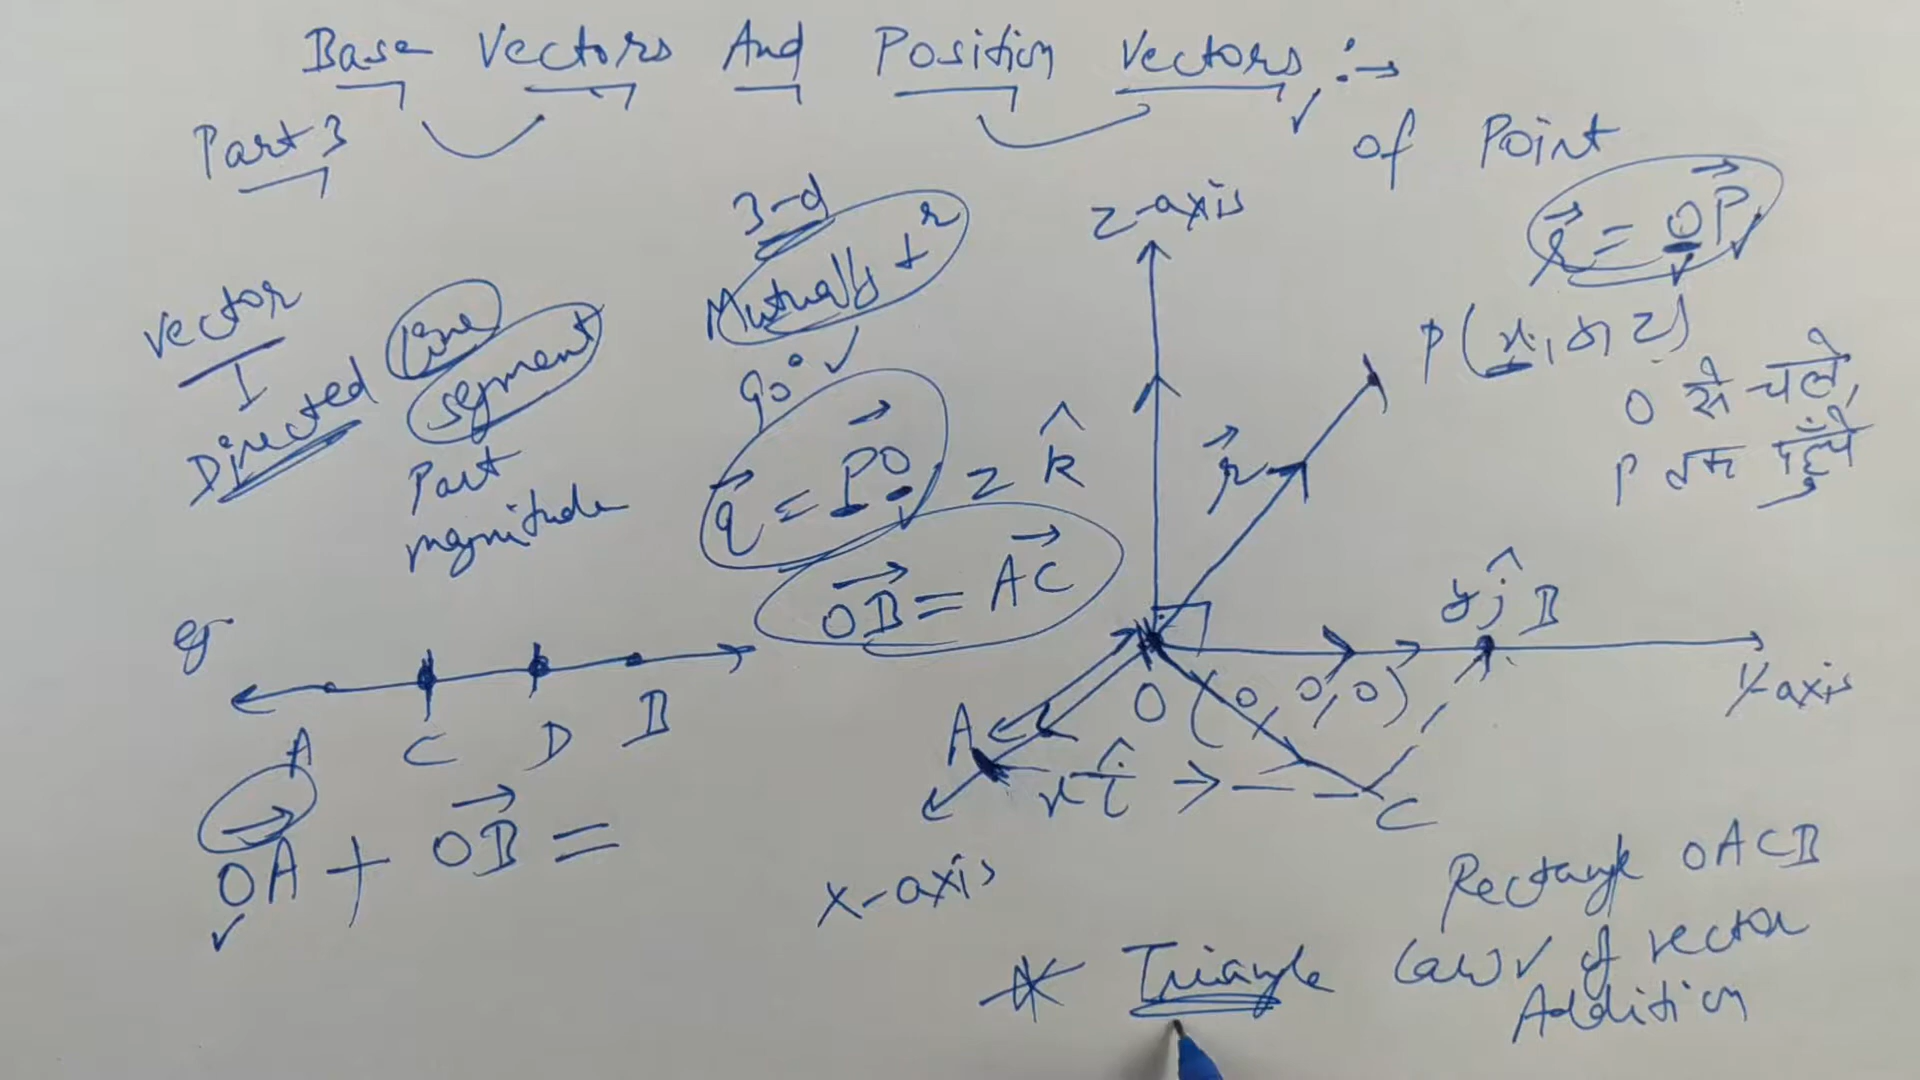 Base Vectors And Position Vectors :→
Part 3
of Point
3-d
Mutually ⊥ r
90°
z-axis
r⃗ = OP⃗
P(x, y, z)
O से चले,
P तक पहुँचे
Vector
Directed Line segment
Part
magnitude
q⃗ = PO⃗
z k̂
r⃗
OB⃗ = AC⃗
eg
A C D B
y ĵ B
y-axis
O (0, 0, 0)
A
x î
C
x-axis
OA⃗ + OB⃗ =
Rectangle OACB
* Triangle Law of vector
Addition